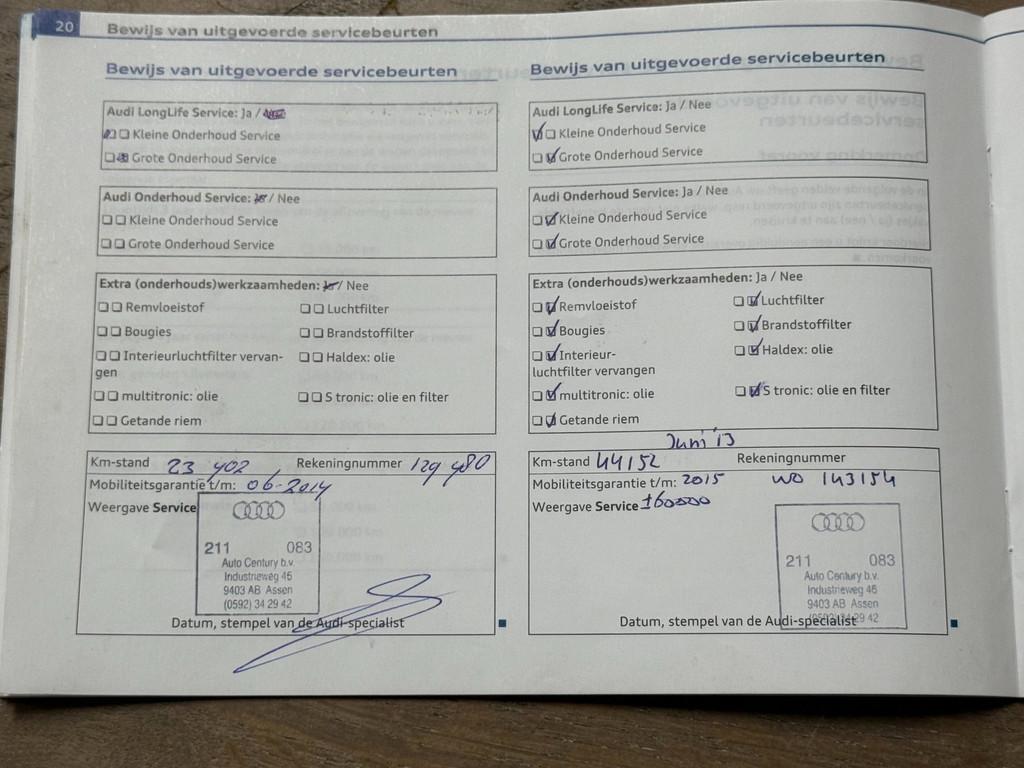 20
Bewijs van uitgevoerde servicebeurten
Bewijs van uitgevoerde servicebeurten
Audi LongLife Service: Ja / Nee
Kleine Onderhoud Service
Grote Onderhoud Service
Audi Onderhoud Service: Ja / Nee
Kleine Onderhoud Service
Grote Onderhoud Service
Extra (onderhouds)werkzaamheden: Ja / Nee
Remvloeistof
Luchtfilter
Bougies
Brandstoffilter
Interieurluchtfilter vervan-
gen
Haldex: olie
multitronic: olie
S tronic: olie en filter
Getande riem
Km-stand 23 402 Rekeningnummer 129 480
Mobiliteitsgarantie t/m: 06-2014
Weergave Service
211 083
Auto Century b.v.
Industrieweg 46
9403 AB Assen
(0592) 34 29 42
Datum, stempel van de Audi-specialist
Bewijs van uitgevoerde servicebeurten
Audi LongLife Service: Ja / Nee
Kleine Onderhoud Service
Grote Onderhoud Service
Audi Onderhoud Service: Ja / Nee
Kleine Onderhoud Service
Grote Onderhoud Service
Extra (onderhouds)werkzaamheden: Ja / Nee
Remvloeistof
Luchtfilter
Bougies
Brandstoffilter
Interieur-
luchtfilter vervangen
Haldex: olie
multitronic: olie
S tronic: olie en filter
Getande riem
Juni '13
Km-stand 44152 Rekeningnummer
Mobiliteitsgarantie t/m: 2015 WO 143154
Weergave Service ±60000
211 083
Auto Century b.v.
Industrieweg 46
9403 AB Assen
(0592) 34 29 42
Datum, stempel van de Audi-specialist